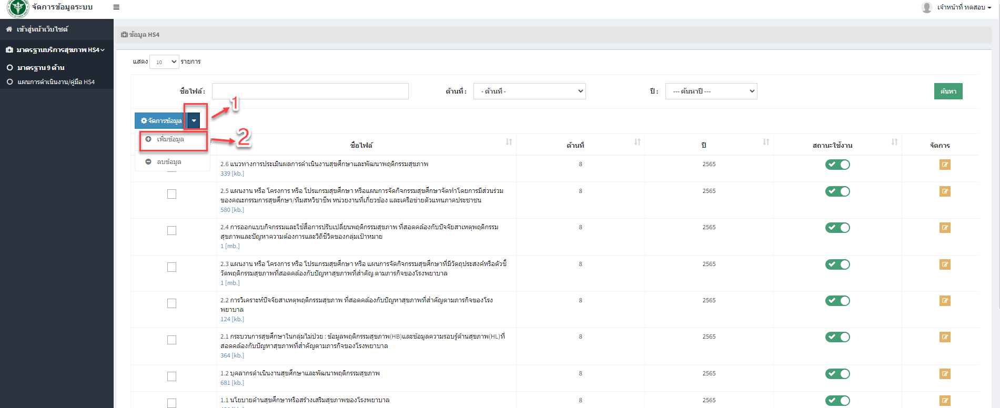 จัดการข้อมูลระบบ
เจ้าหน้าที่ ทดสอบ
เข้าสู่หน้าเว็บไซต์
มาตรฐานบริการสุขภาพ HS4
มาตรฐาน 9 ด้าน
แผนการดำเนินงาน/คู่มือ HS4
ข้อมูล HS4
แสดง 10 รายการ
ชื่อไฟล์ :
ด้านที่ : - ด้านที่ -
ปี : --- ค้นหาปี ---
ค้นหา
1
จัดการข้อมูล
2
เพิ่มข้อมูล
ลบข้อมูล
ชื่อไฟล์ ด้านที่ ปี สถานะใช้งาน จัดการ
2.6 แนวทางการประเมินผลการดำเนินงานสุขศึกษาและพัฒนาพฤติกรรมสุขภาพ 8 2565
339 [kb.]
2.5 แผนงาน หรือ โครงการ หรือ โปรแกรมสุขศึกษา หรือแผนการจัดกิจกรรมสุขศึกษาจัดทำโดยการมีส่วนร่วม 8 2565
ของคณะกรรมการสุขศึกษา/ทีมสหวิชาชีพ หน่วยงานที่เกี่ยวข้อง และเครือข่ายตัวแทนภาคประชาชน
580 [kb.]
2.4 การออกแบบกิจกรรมและใช้สื่อการปรับเปลี่ยนพฤติกรรมสุขภาพ ที่สอดคล้องกับปัจจัยสาเหตุพฤติกรรม 8 2565
สุขภาพและปัญหาความต้องการและวิถีชีวิตของกลุ่มเป้าหมาย
1 [mb.]
2.3 แผนงาน หรือ โครงการ หรือ โปรแกรมสุขศึกษา หรือ แผนการจัดกิจกรรมสุขศึกษาที่มีวัตถุประสงค์หรือตัวชี้ 8 2565
วัดพฤติกรรมสุขภาพที่สอดคล้องกับปัญหาสุขภาพที่สำคัญ ตามภารกิจของโรงพยาบาล
1 [mb.]
2.2 การวิเคราะห์ปัจจัยสาเหตุพฤติกรรมสุขภาพ ที่สอดคล้องกับปัญหาสุขภาพที่สำคัญตามภารกิจของโรง 8 2565
พยาบาล
124 [kb.]
2.1 กระบวนการสุขศึกษาในกลุ่มไม่ป่วย : ข้อมูลพฤติกรรมสุขภาพ(HB)และข้อมูลความรอบรู้ด้านสุขภาพ(HL)ที่ 8 2565
สอดคล้องกับปัญหาสุขภาพที่สำคัญตามภารกิจของโรงพยาบาล
364 [kb.]
1.2 บุคลากรดำเนินงานสุขศึกษาและพัฒนาพฤติกรรมสุขภาพ 8 2565
681 [kb.]
1.1 นโยบายด้านสุขศึกษาหรือสร้างเสริมสุขภาพของโรงพยาบาล 8 2565